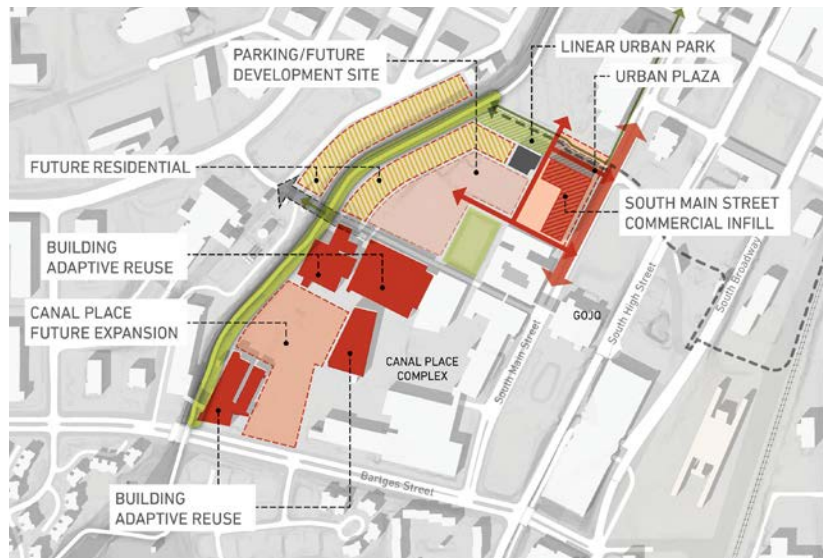 PARKING/FUTURE
DEVELOPMENT SITE
LINEAR URBAN PARK
URBAN PLAZA
FUTURE RESIDENTIAL
SOUTH MAIN STREET
COMMERCIAL INFILL
BUILDING
ADAPTIVE REUSE
CANAL PLACE
FUTURE EXPANSION
South Broadway
South High Street
GOJO
South Main Street
CANAL PLACE
COMPLEX
Bartges Street
BUILDING
ADAPTIVE REUSE